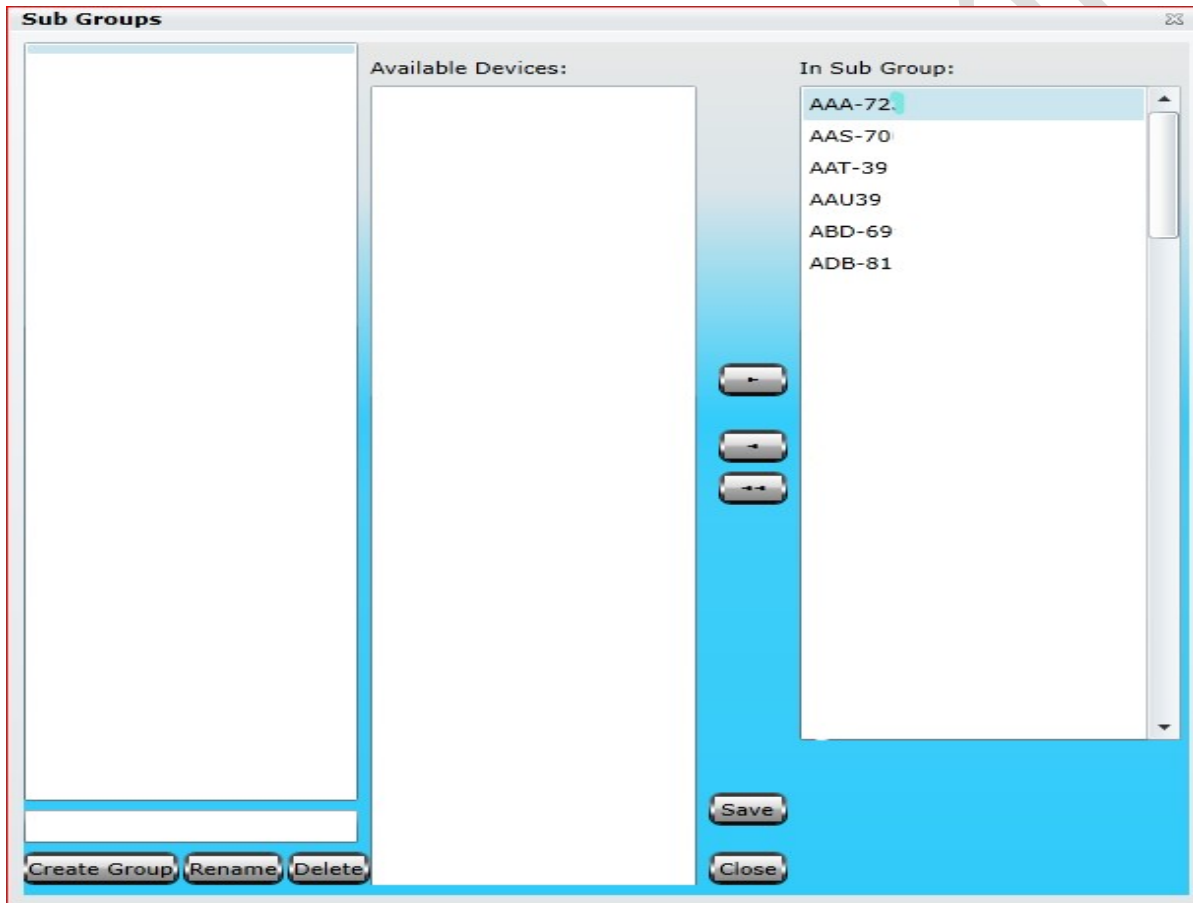 Sub Groups
Available Devices:
In Sub Group:
AAA-72
AAS-70
AAT-39
AAU39
ABD-69
ADB-81
Save
Create Group Rename Delete Close